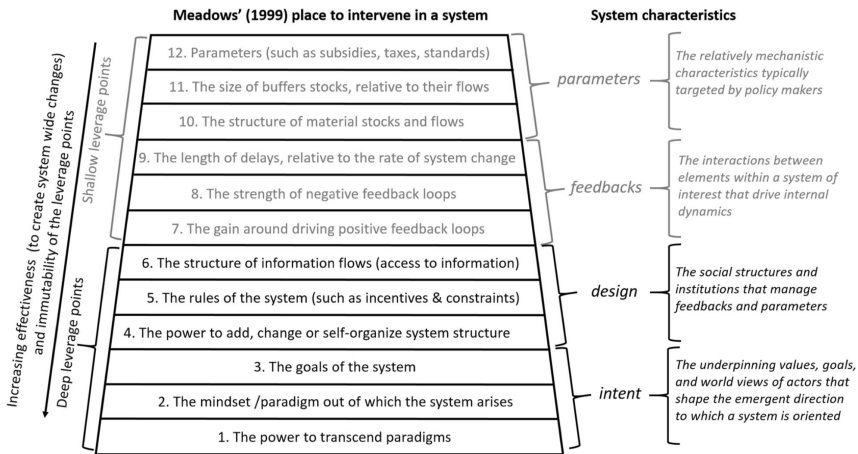 Meadows' (1999) place to intervene in a system
System characteristics
Increasing effectiveness (to create system wide changes)
and immutability of the leverage points
Shallow leverage points
Deep leverage points
12. Parameters (such as subsidies, taxes, standards)
11. The size of buffers stocks, relative to their flows
10. The structure of material stocks and flows
9. The length of delays, relative to the rate of system change
8. The strength of negative feedback loops
7. The gain around driving positive feedback loops
6. The structure of information flows (access to information)
5. The rules of the system (such as incentives & constraints)
4. The power to add, change or self-organize system structure
3. The goals of the system
2. The mindset /paradigm out of which the system arises
1. The power to transcend paradigms
parameters
The relatively mechanistic
characteristics typically
targeted by policy makers
feedbacks
The interactions between
elements within a system of
interest that drive internal
dynamics
design
The social structures and
institutions that manage
feedbacks and parameters
intent
The underpinning values, goals,
and world views of actors that
shape the emergent direction
to which a system is oriented